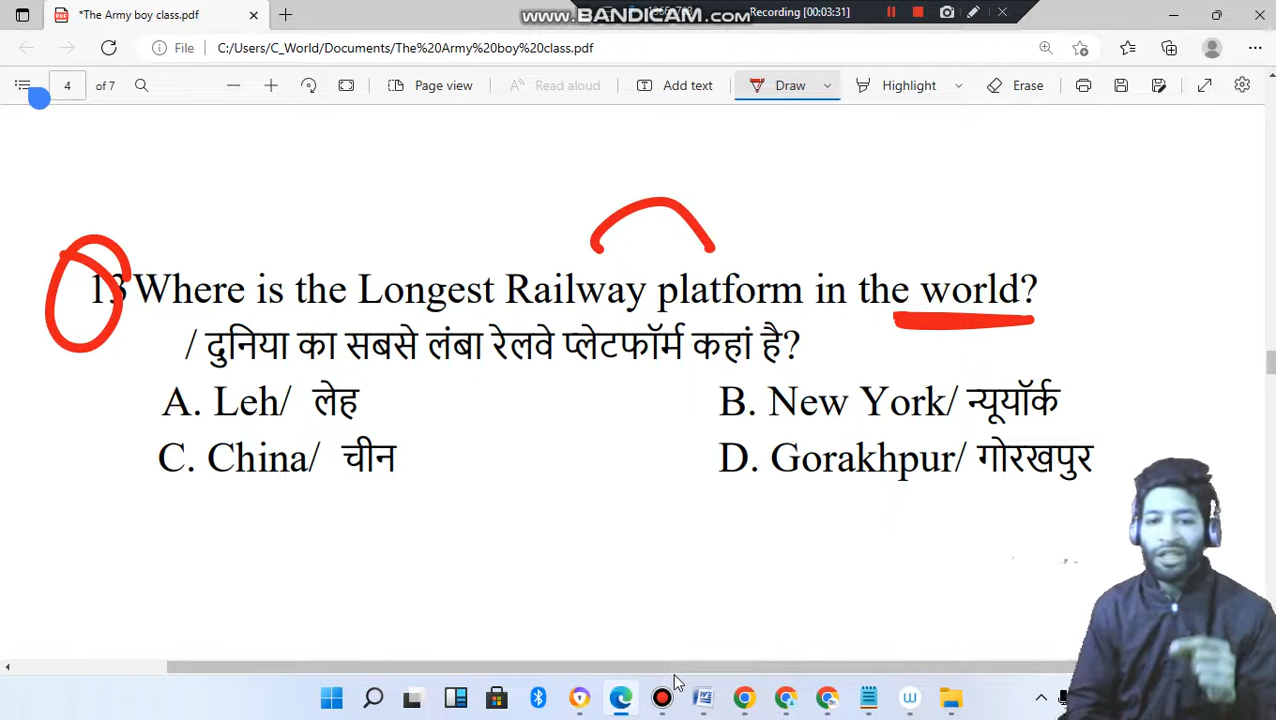 *The Army boy class.pdf
www.BANDICAM.com
Recording [00:03:31]
File
C:/Users/C_World/Documents/The%20Army%20boy%20class.pdf
4 of 7
Page view
Read aloud
Add text
Draw
Highlight
Erase
13 Where is the Longest Railway platform in the world?
/ दुनिया का सबसे लंबा रेलवे प्लेटफॉर्म कहां है?
A. Leh/ लेह
B. New York/ न्यूयॉर्क
C. China/ चीन
D. Gorakhpur/ गोरखपुर